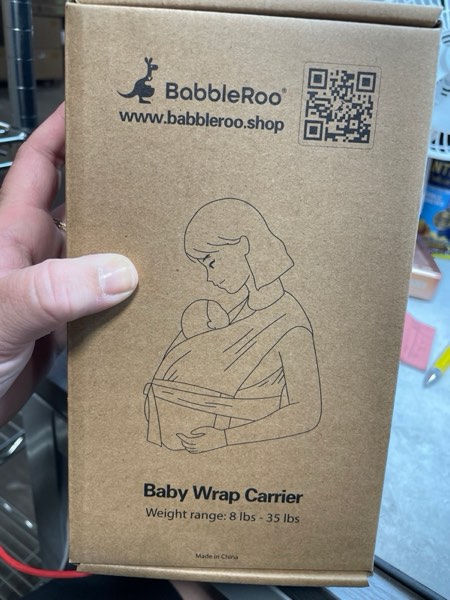 BabbleRoo®
www.babbleroo.shop
Baby Wrap Carrier
Weight range: 8 lbs - 35 lbs
Made in China